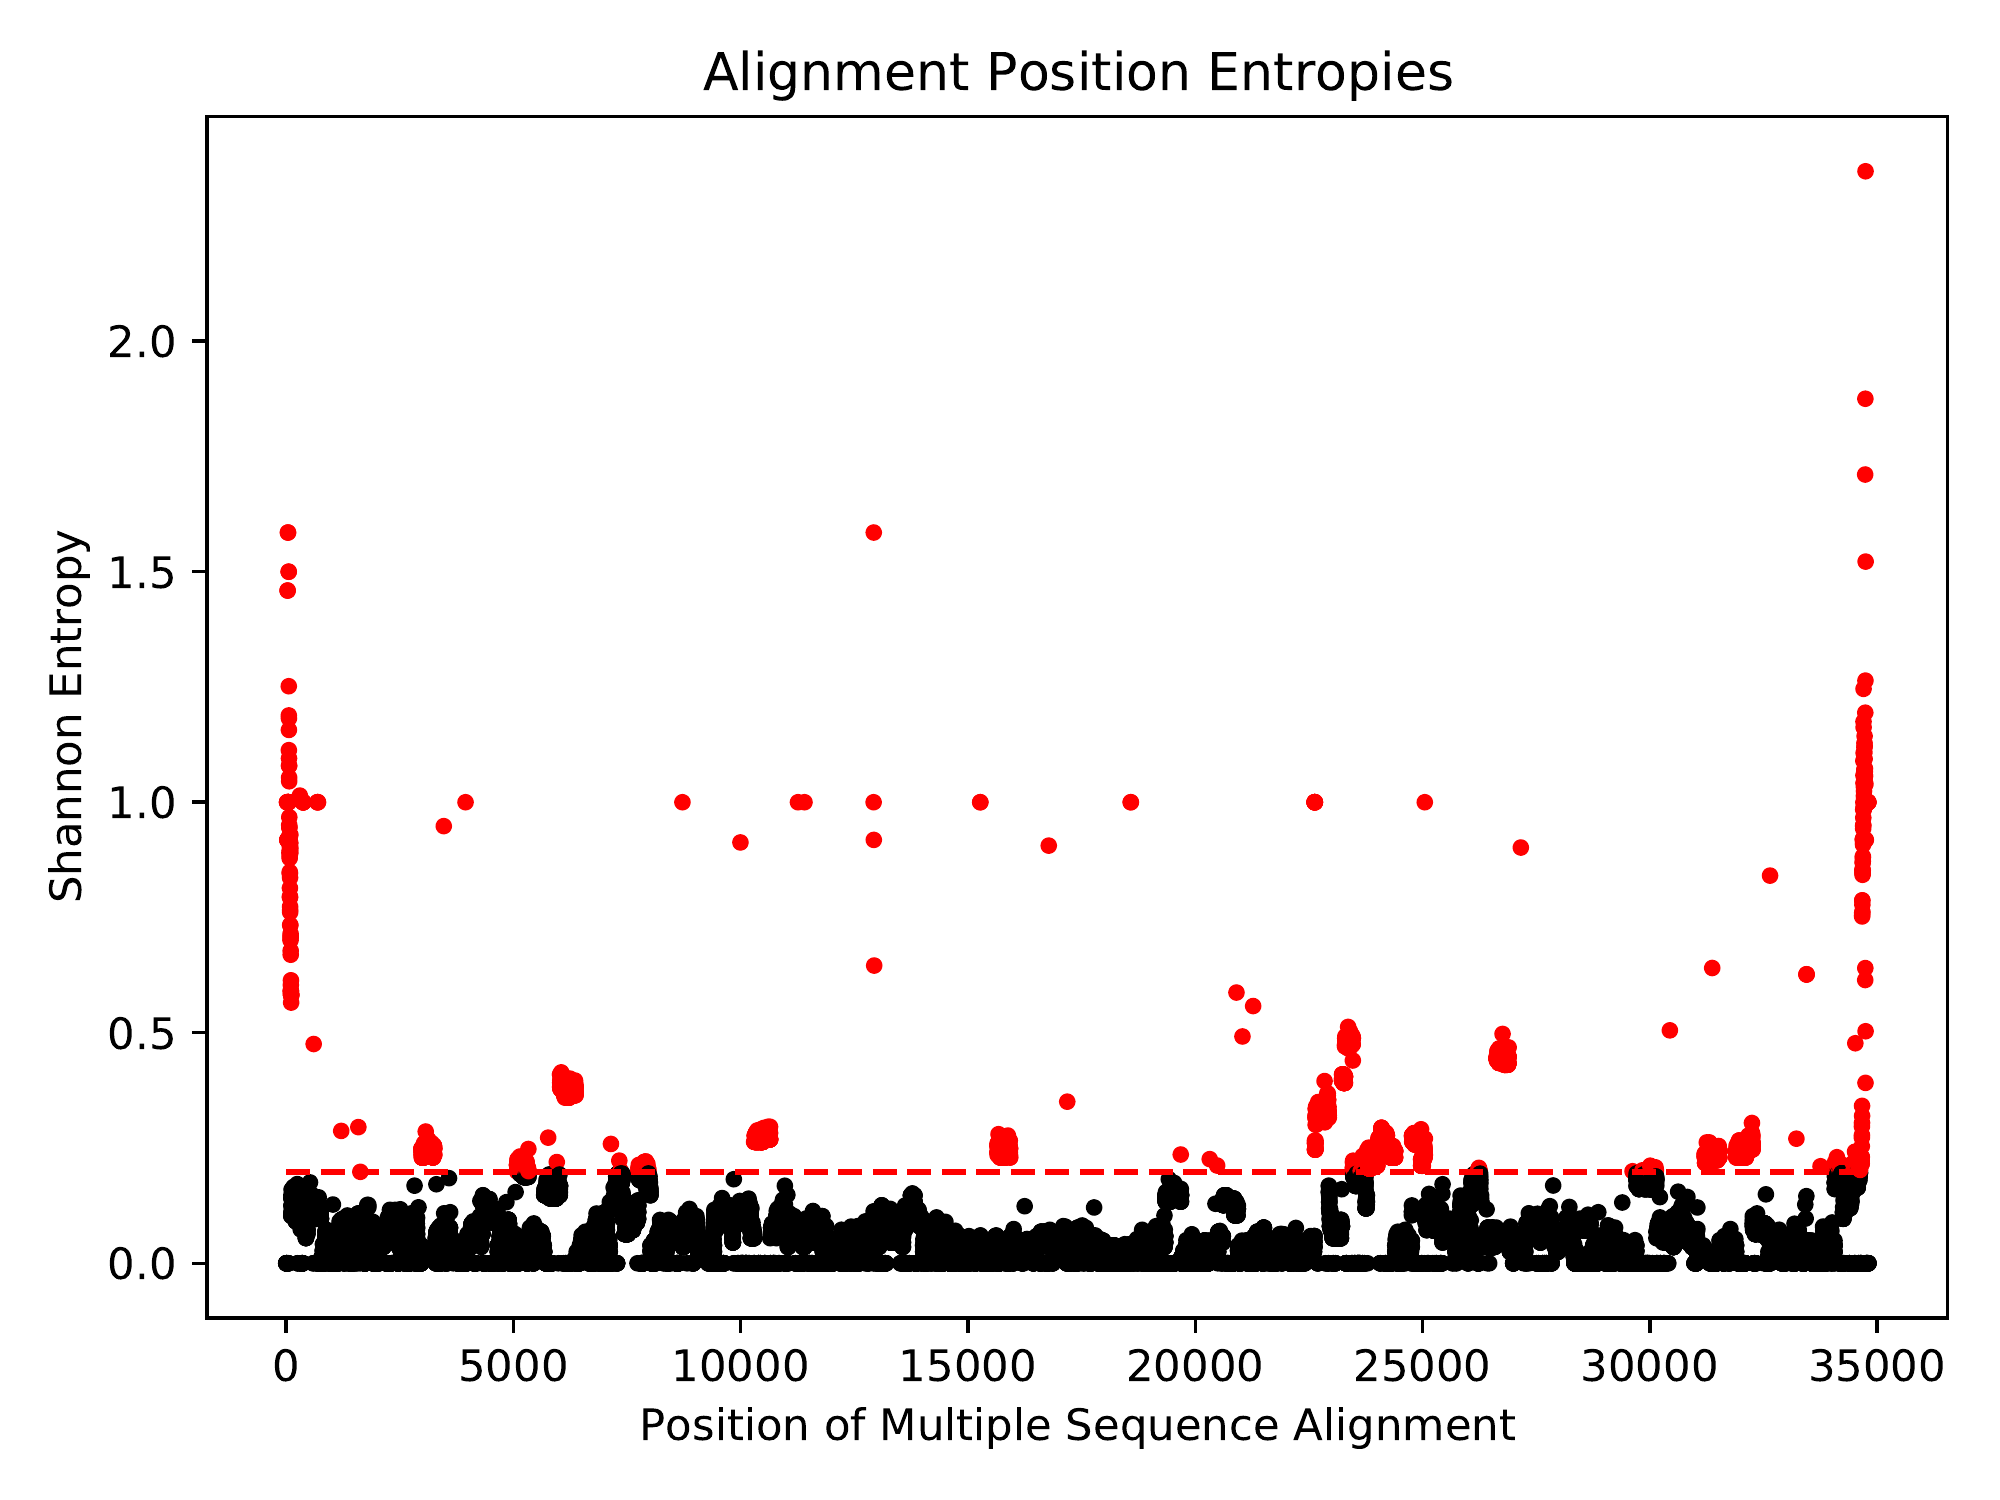 Alignment Position Entropies
Shannon Entropy
2.0
1.5
1.0
0.5
0.0
0 5000 10000 15000 20000 25000 30000 35000
Position of Multiple Sequence Alignment